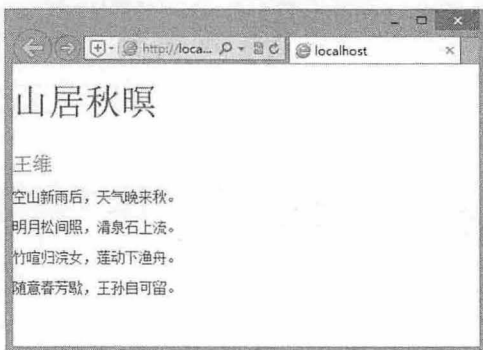 http://loca...
localhost
山居秋暝
王维
空山新雨后，天气晚来秋。
明月松间照，清泉石上流。
竹喧归浣女，莲动下渔舟。
随意春芳歇，王孙自可留。